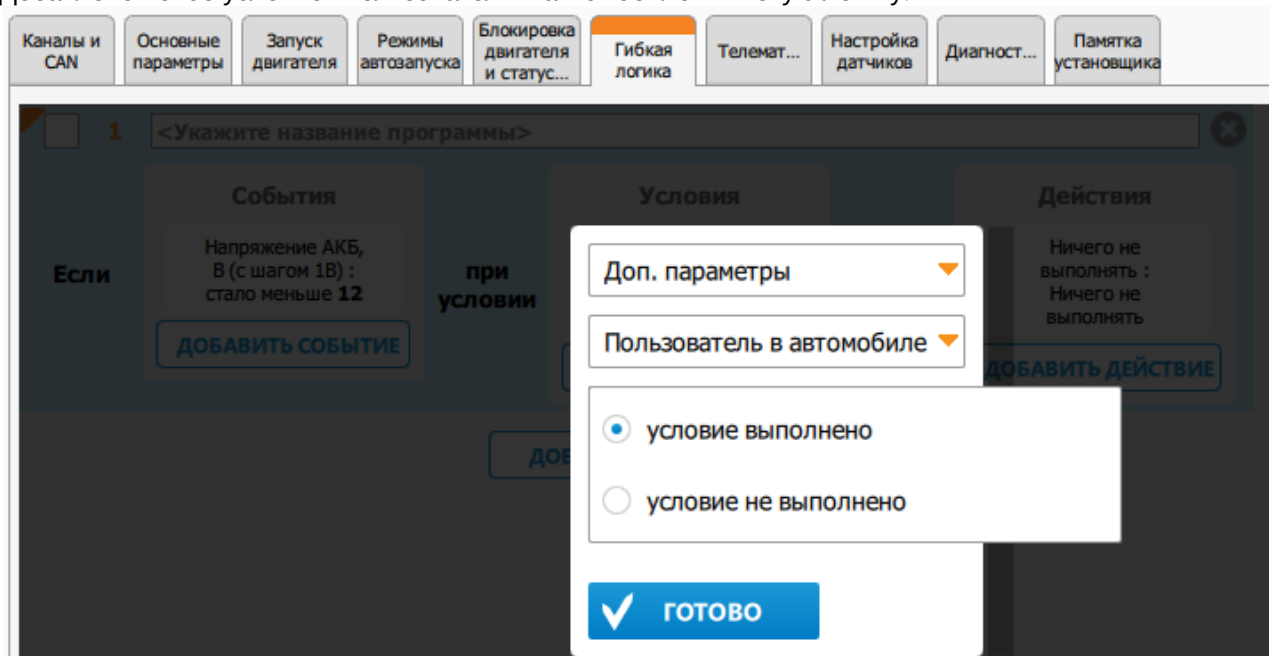 Каналы и
CAN
Основные
параметры
Запуск
двигателя
Режимы
автозапуска
Блокировка
двигателя
и статус...
Гибкая
логика
Телемат...
Настройка
датчиков
Диагност...
Памятка
установщика
1
<Укажите название программы>
События
Условия
Действия
Если
Напряжение АКБ,
В (с шагом 1В) :
стало меньше 12
ДОБАВИТЬ СОБЫТИЕ
при
условии
Доп. параметры
Пользователь в автомобиле
условие выполнено
условие не выполнено
ГОТОВО
Ничего не
выполнять :
Ничего не
выполнять
ДОБАВИТЬ ДЕЙСТВИЕ